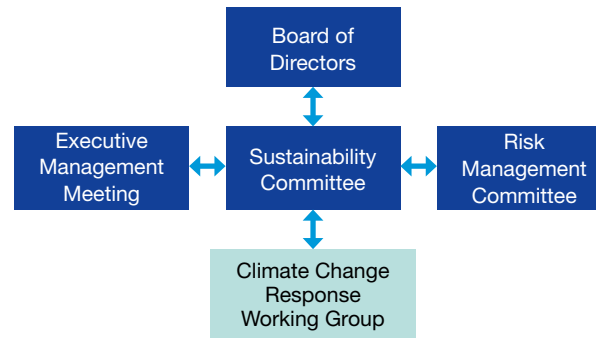 Board of
Directors
Executive
Management
Meeting
Sustainability
Committee
Risk
Management
Committee
Climate Change
Response
Working Group